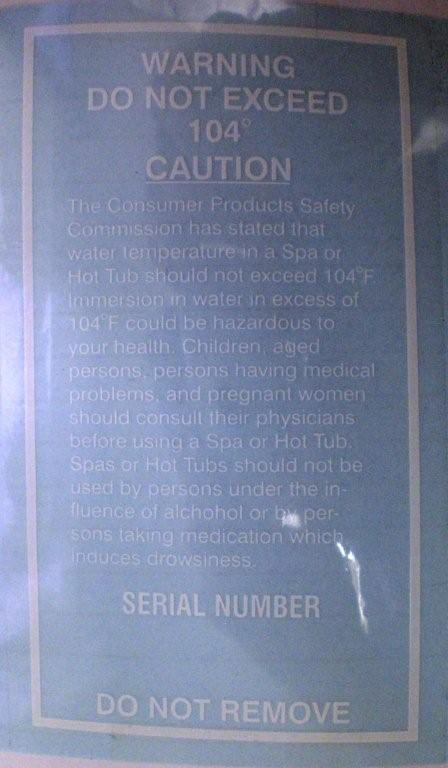 WARNING
DO NOT EXCEED
104°
CAUTION
The Consumer Products Safety
Commission has stated that
water temperature in a Spa or
Hot Tub should not exceed 104°F.
Immersion in water in excess of
104°F could be hazardous to
your health. Children, aged
persons, persons having medical
problems, and pregnant women
should consult their physicians
before using a Spa or Hot Tub.
Spas or Hot Tubs should not be
used by persons under the in-
fluence of alchohol or by per-
sons taking medication which
induces drowsiness.
SERIAL NUMBER
DO NOT REMOVE